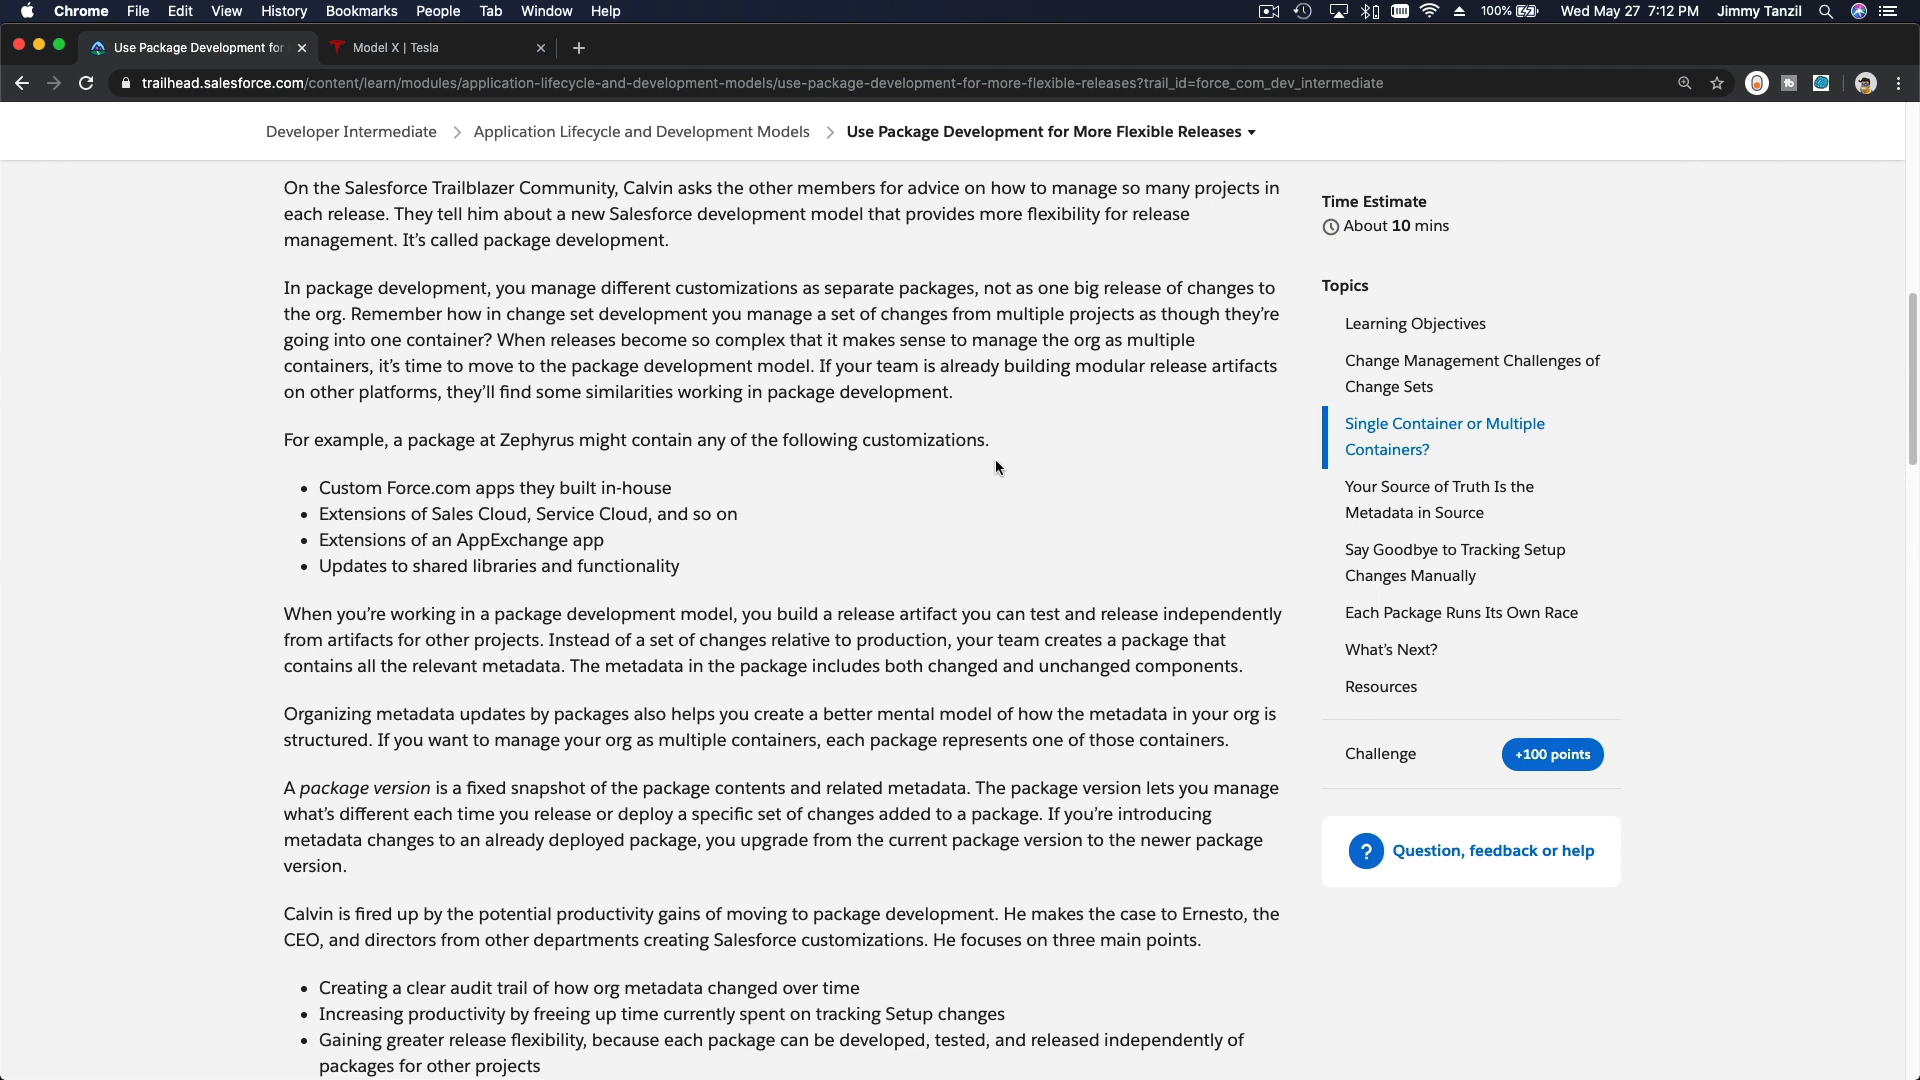 Chrome File Edit View History Bookmarks People Tab Window Help 100% Wed May 27 7:12 PM Jimmy Tanzil
Use Package Development for
Model X | Tesla
trailhead.salesforce.com/content/learn/modules/application-lifecycle-and-development-models/use-package-development-for-more-flexible-releases?trail_id=force_com_dev_intermediate
Developer Intermediate > Application Lifecycle and Development Models > Use Package Development for More Flexible Releases
On the Salesforce Trailblazer Community, Calvin asks the other members for advice on how to manage so many projects in
each release. They tell him about a new Salesforce development model that provides more flexibility for release
management. It's called package development.
In package development, you manage different customizations as separate packages, not as one big release of changes to
the org. Remember how in change set development you manage a set of changes from multiple projects as though they're
going into one container? When releases become so complex that it makes sense to manage the org as multiple
containers, it's time to move to the package development model. If your team is already building modular release artifacts
on other platforms, they'll find some similarities working in package development.
For example, a package at Zephyrus might contain any of the following customizations.
• Custom Force.com apps they built in-house
• Extensions of Sales Cloud, Service Cloud, and so on
• Extensions of an AppExchange app
• Updates to shared libraries and functionality
When you're working in a package development model, you build a release artifact you can test and release independently
from artifacts for other projects. Instead of a set of changes relative to production, your team creates a package that
contains all the relevant metadata. The metadata in the package includes both changed and unchanged components.
Organizing metadata updates by packages also helps you create a better mental model of how the metadata in your org is
structured. If you want to manage your org as multiple containers, each package represents one of those containers.
A package version is a fixed snapshot of the package contents and related metadata. The package version lets you manage
what's different each time you release or deploy a specific set of changes added to a package. If you're introducing
metadata changes to an already deployed package, you upgrade from the current package version to the newer package
version.
Calvin is fired up by the potential productivity gains of moving to package development. He makes the case to Ernesto, the
CEO, and directors from other departments creating Salesforce customizations. He focuses on three main points.
• Creating a clear audit trail of how org metadata changed over time
• Increasing productivity by freeing up time currently spent on tracking Setup changes
• Gaining greater release flexibility, because each package can be developed, tested, and released independently of
packages for other projects
Time Estimate
About 10 mins
Topics
Learning Objectives
Change Management Challenges of
Change Sets
Single Container or Multiple
Containers?
Your Source of Truth Is the
Metadata in Source
Say Goodbye to Tracking Setup
Changes Manually
Each Package Runs Its Own Race
What's Next?
Resources
Challenge +100 points
? Question, feedback or help